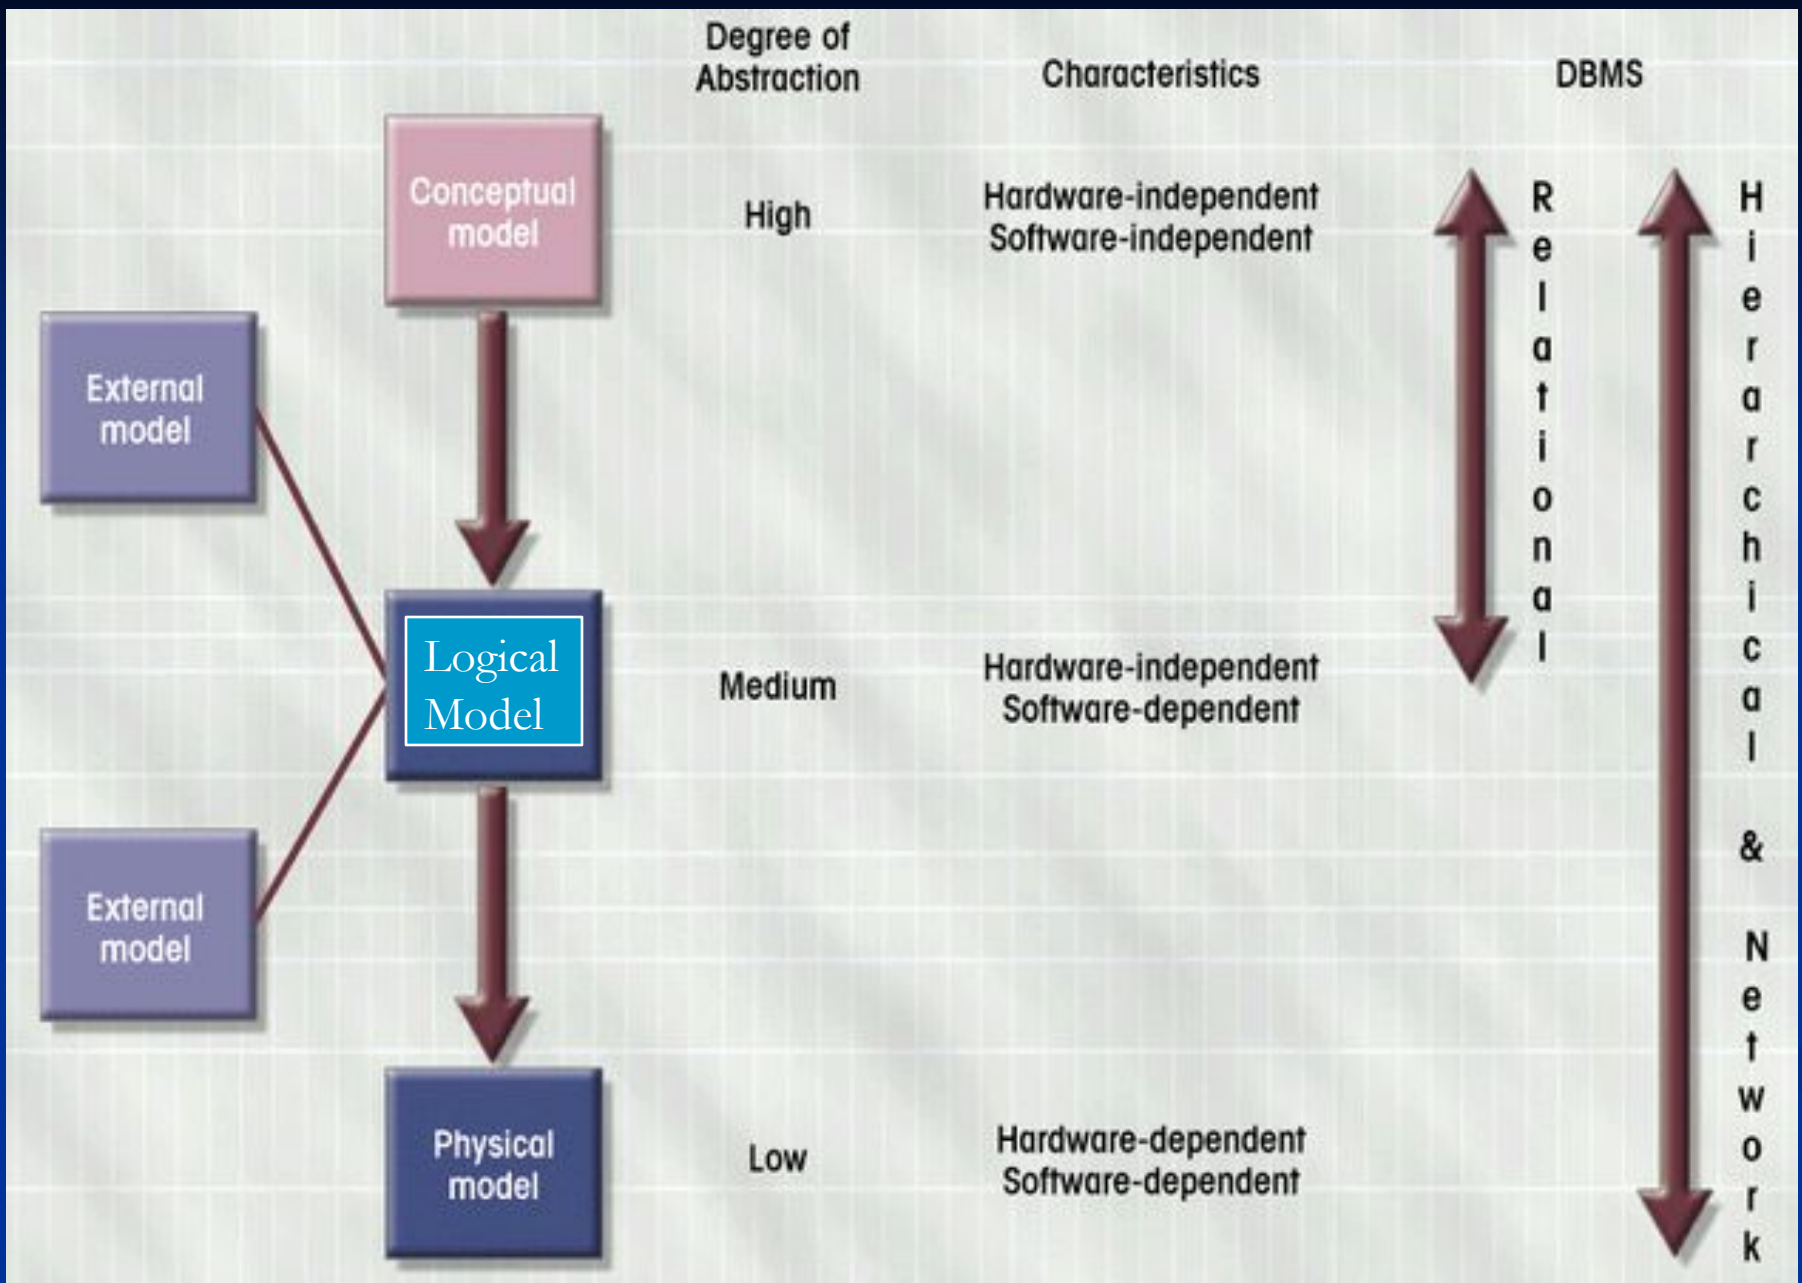 Degree of
Abstraction
Characteristics
DBMS
Conceptual
model
High
Hardware-independent
Software-independent
External
model
Logical
Model
Medium
Hardware-independent
Software-dependent
External
model
Physical
model
Low
Hardware-dependent
Software-dependent
Relational
Hierarchical & Network